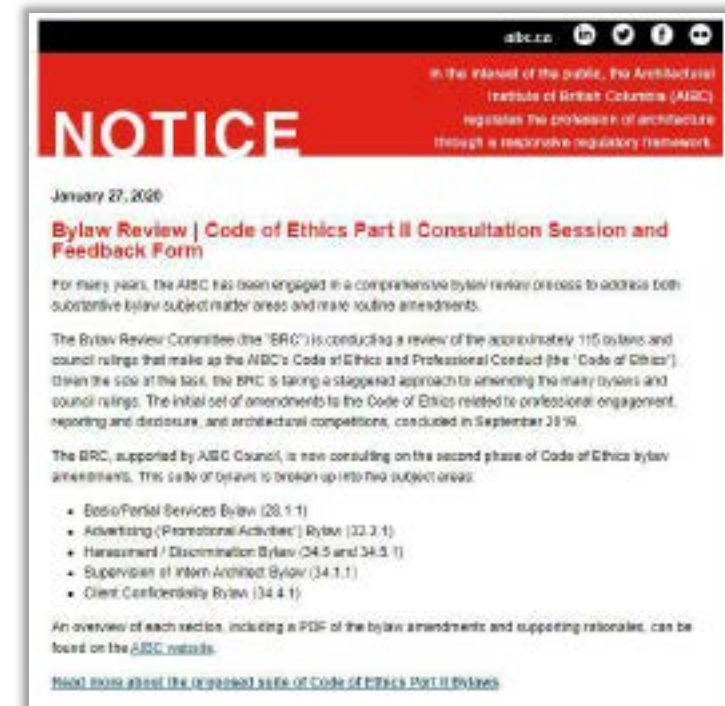 aibc.ca
In the interest of the public, the Architectural
Institute of British Columbia (AIBC)
regulates the profession of architecture
through a responsive regulatory framework.
NOTICE
January 27, 2020
Bylaw Review | Code of Ethics Part II Consultation Session and
Feedback Form
For many years, the AIBC has been engaged in a comprehensive bylaw review process to address both
substantive bylaw subject matter areas and more routine amendments.
The Bylaw Review Committee (the "BRC") is conducting a review of the approximately 115 bylaws and
council rulings that make up the AIBC's Code of Ethics and Professional Conduct (the "Code of Ethics").
Given the size of the task, the BRC is taking a staggered approach to amending the many bylaws and
council rulings. The initial set of amendments to the Code of Ethics related to professional engagement,
reporting and disclosure, and architectural competitions, concluded in September 2019.
The BRC, supported by AIBC Council, is now consulting on the second phase of Code of Ethics bylaw
amendments. This suite of bylaws is broken up into five subject areas:
• Basic/Partial Services Bylaw (28.1.1)
• Advertising ("Promotional Activities") Bylaw (32.3.1)
• Harassment / Discrimination Bylaw (34.5 and 34.5.1)
• Supervision of Intern Architect Bylaw (34.1.1)
• Client Confidentiality Bylaw (34.4.1)
An overview of each section, including a PDF of the bylaw amendments and supporting rationales, can be
found on the AIBC website.
Read more about the proposed suite of Code of Ethics Part II Bylaws